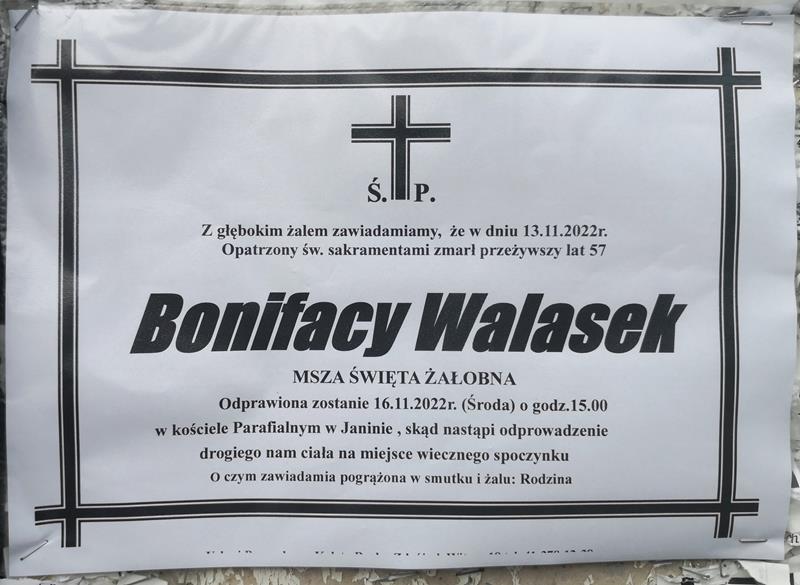 Ś. P.
Z głębokim żalem zawiadamiamy, że w dniu 13.11.2022r.
Opatrzony św. sakramentami zmarł przeżywszy lat 57
Bonifacy Walasek
MSZA ŚWIĘTA ŻAŁOBNA
Odprawiona zostanie 16.11.2022r. (Środa) o godz.15.00
w kościele Parafialnym w Janinie , skąd nastąpi odprowadzenie
drogiego nam ciała na miejsce wiecznego spoczynku
O czym zawiadamia pogrążona w smutku i żalu: Rodzina